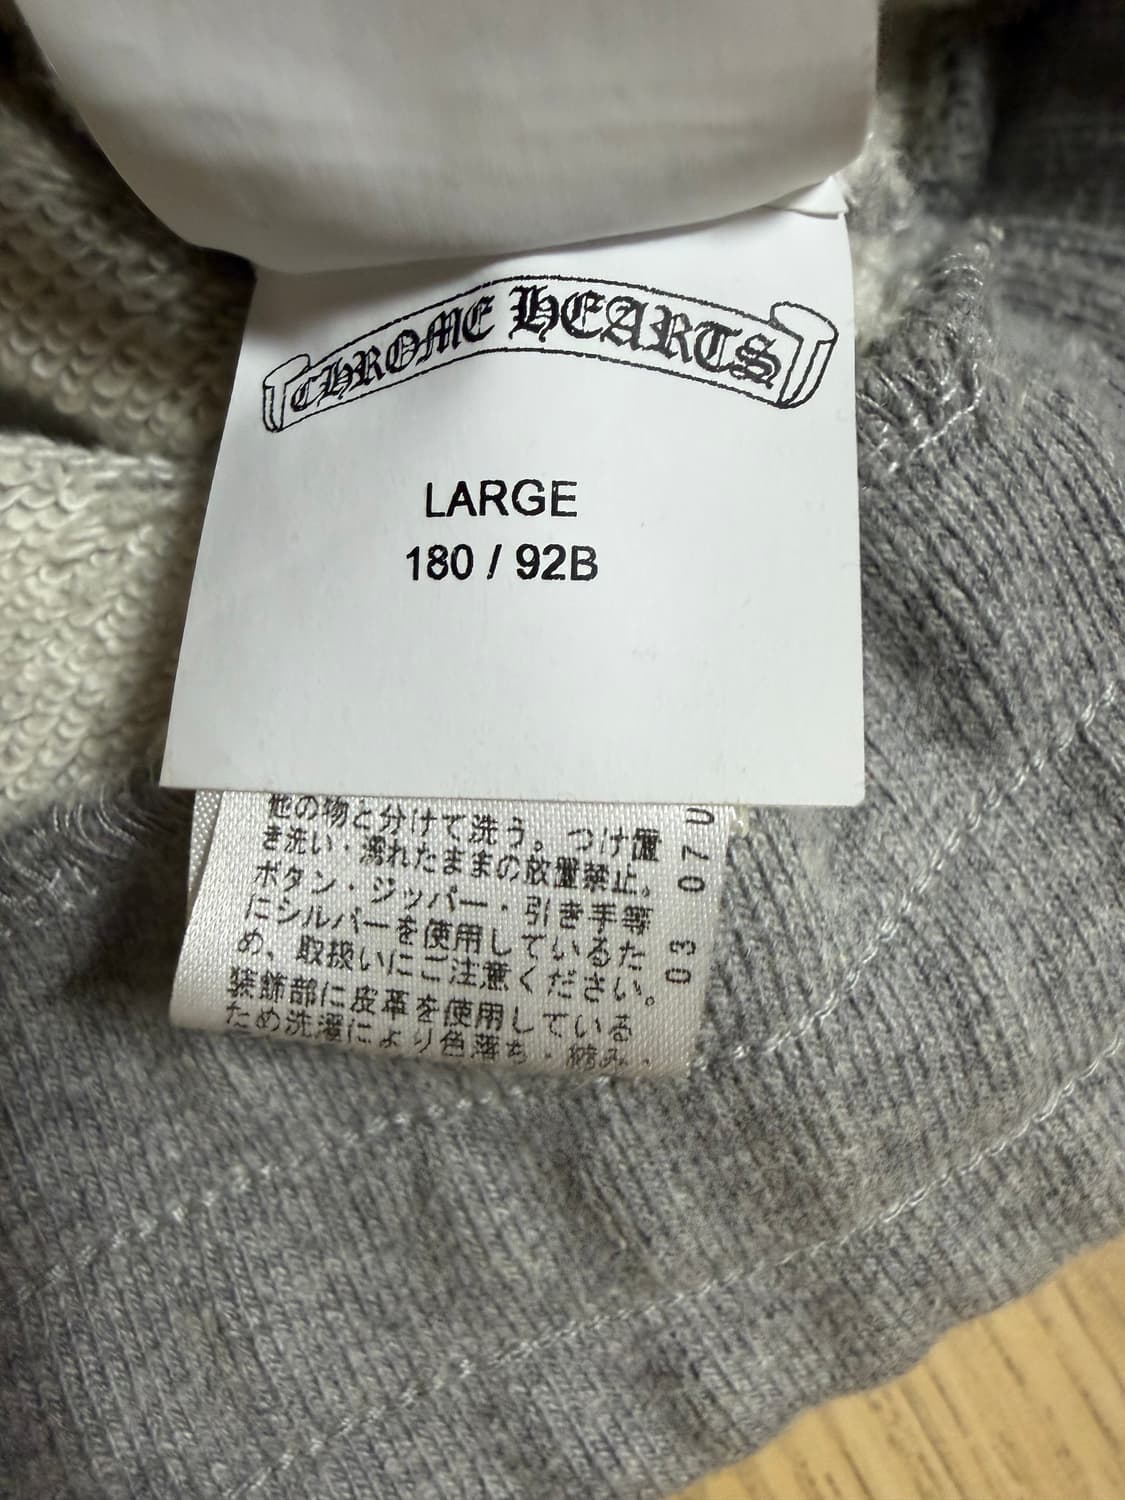 CHROME HEARTS
LARGE
180 / 92B
他の物と分けて洗う。つけ置
き洗い・濡れたままの放置禁止。
ボタン・ジッパー・引き手等
にシルバーを使用しているた
め、取扱いにご注意ください。
装飾部に皮革を使用している
ため洗濯により色落ち・縮み、
03 07 U